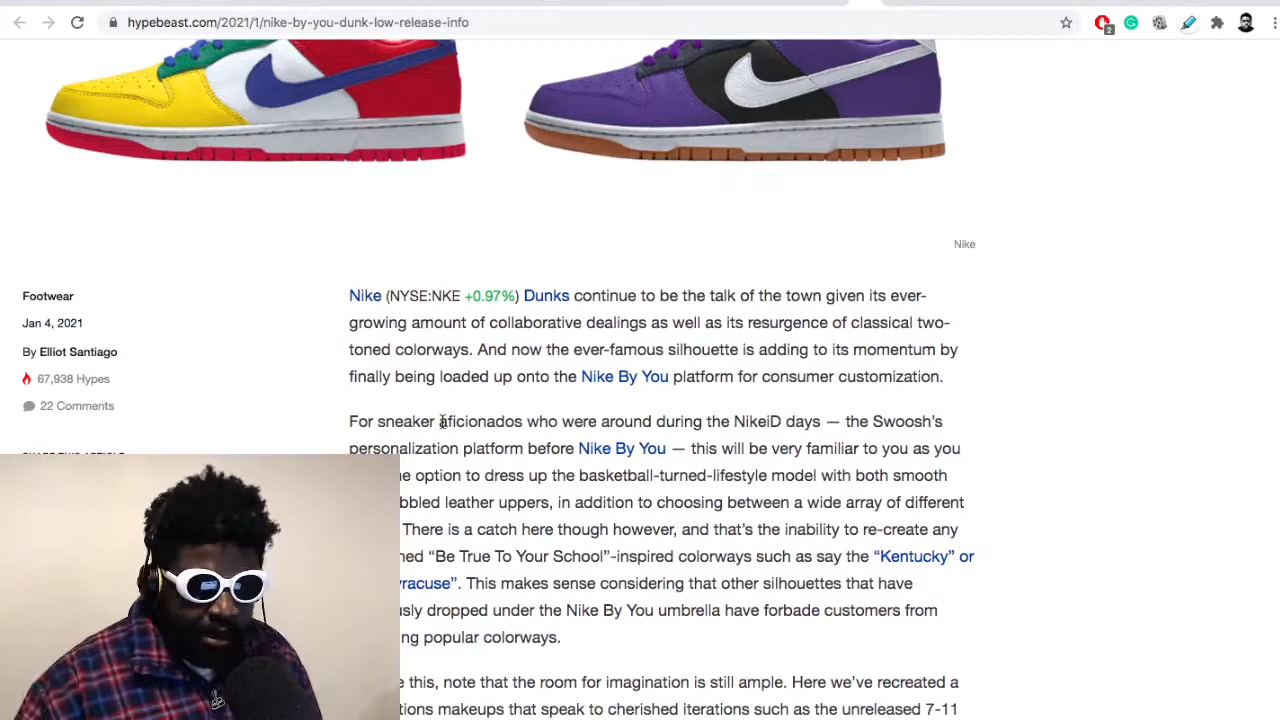 hypebeast.com/2021/1/nike-by-you-dunk-low-release-info
2
Nike
Footwear
Jan 4, 2021
By Elliot Santiago
67,938 Hypes
22 Comments
Nike (NYSE:NKE +0.97%) Dunks continue to be the talk of the town given its ever-
growing amount of collaborative dealings as well as its resurgence of classical two-
toned colorways. And now the ever-famous silhouette is adding to its momentum by
finally being loaded up onto the Nike By You platform for consumer customization.
For sneaker aficionados who were around during the NikeiD days — the Swoosh's
personalization platform before Nike By You — this will be very familiar to you as you
option to dress up the basketball-turned-lifestyle model with both smooth
leather uppers, in addition to choosing between a wide array of different
There is a catch here though however, and that's the inability to re-create any
"Be True To Your School"-inspired colorways such as say the "Kentucky" or
This makes sense considering that other silhouettes that have
dropped under the Nike By You umbrella have forbade customers from
popular colorways.
this, note that the room for imagination is still ample. Here we've recreated a
makeups that speak to cherished iterations such as the unreleased 7-11